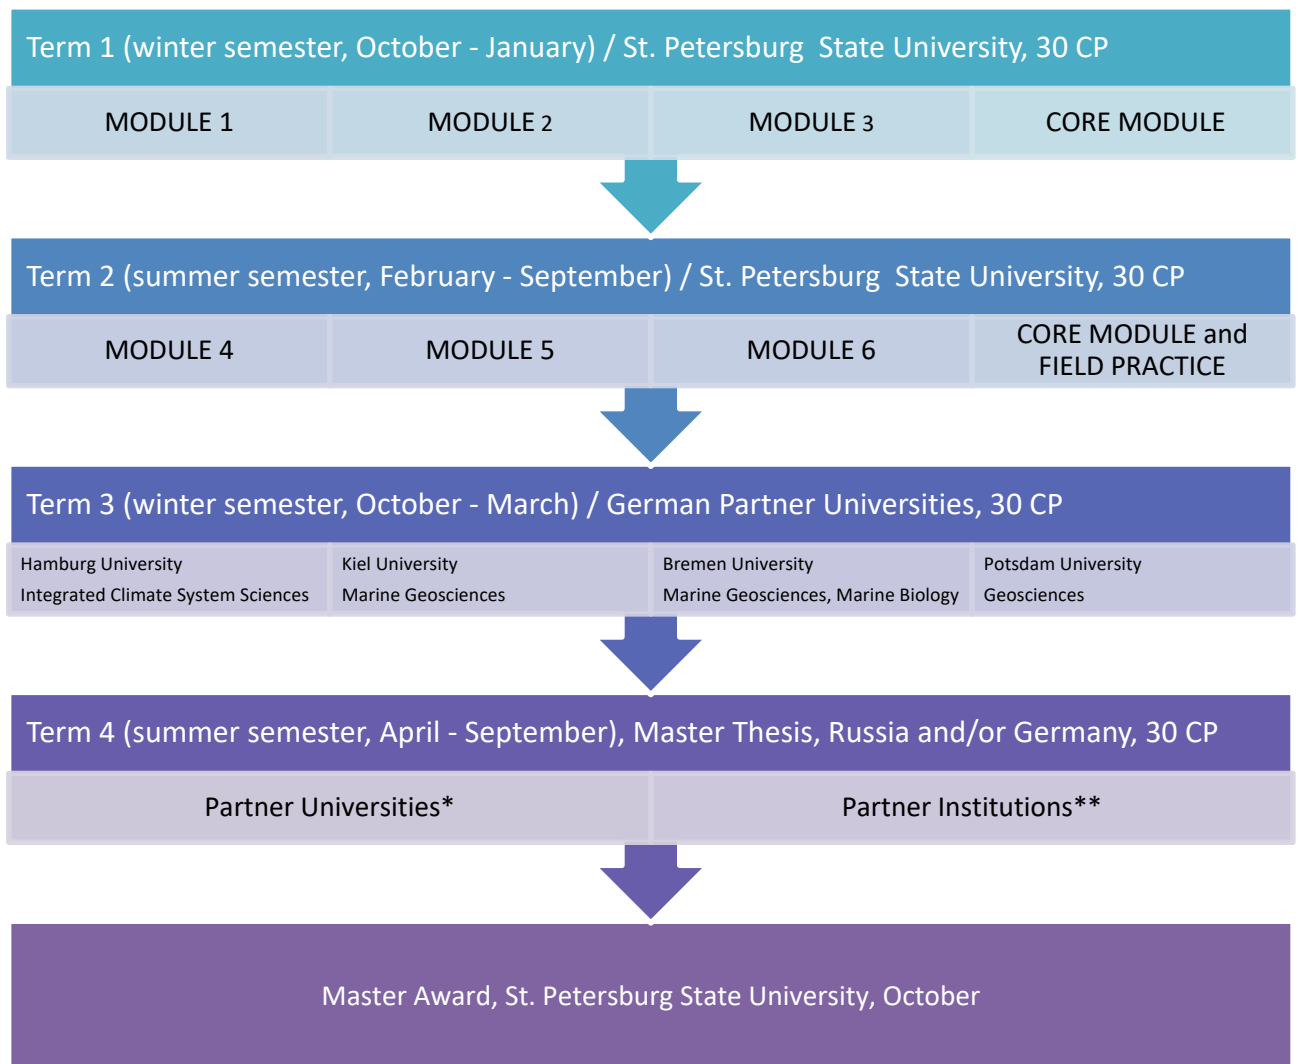 Term 1 (winter semester, October - January) / St. Petersburg  State University, 30 CP
MODULE 1
MODULE 2
MODULE 3
CORE MODULE
Term 2 (summer semester, February - September) / St. Petersburg  State University, 30 CP
MODULE 4
MODULE 5
MODULE 6
CORE MODULE and
FIELD PRACTICE
Term 3 (winter semester, October - March) / German Partner Universities, 30 CP
Hamburg University
Integrated Climate System Sciences
Kiel University
Marine Geosciences
Bremen University
Marine Geosciences, Marine Biology
Potsdam University
Geosciences
Term 4 (summer semester, April - September), Master Thesis, Russia and/or Germany, 30 CP
Partner Universities*
Partner Institutions**
Master Award, St. Petersburg State University, October